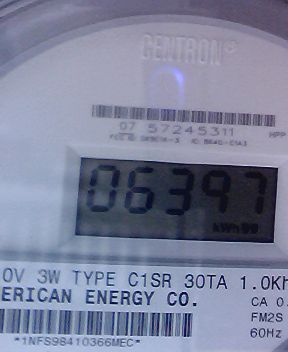 CENTRON
07 57245311
HPP
06397
kWh
0V 3W TYPE C1SR 30TA 1.0Kh
ERICAN ENERGY CO.
CA 0.
FM2S
60Hz
*1NFS98410366MEC*